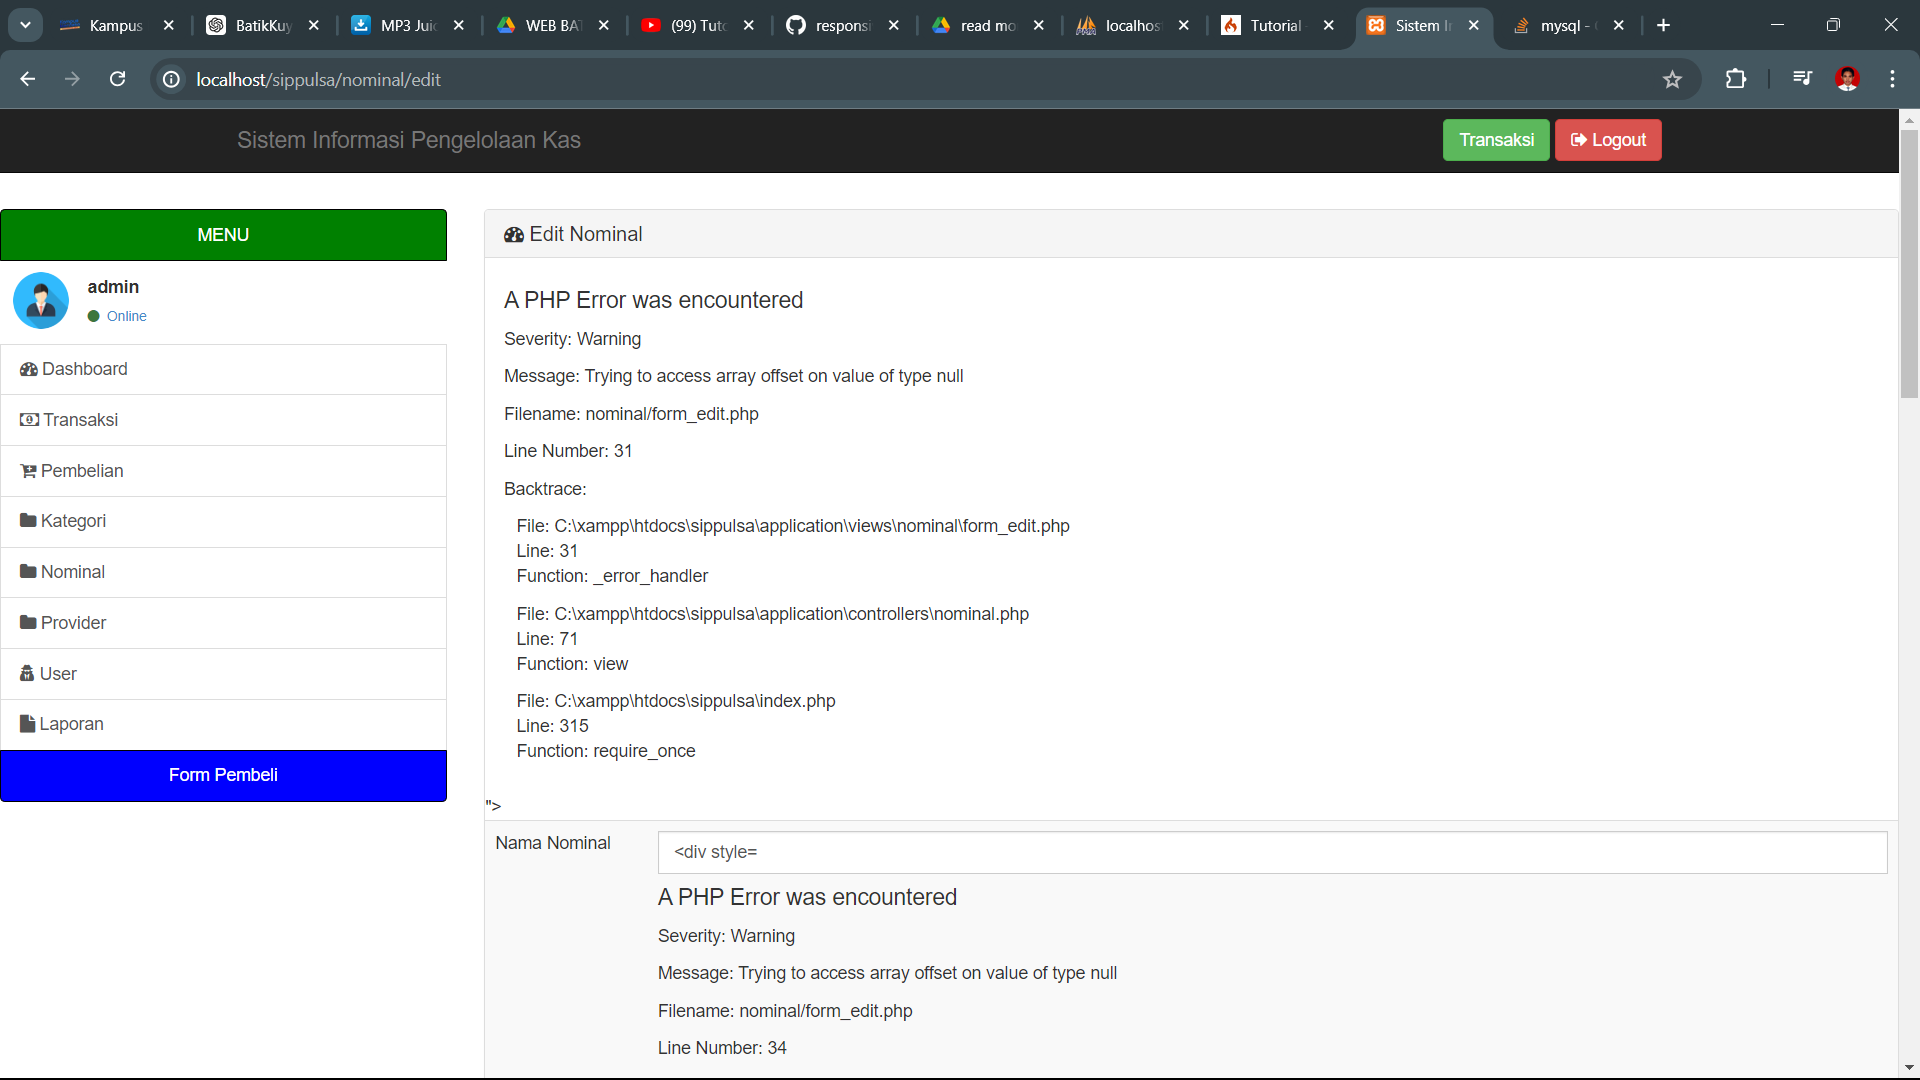 Kampus
BatikKuy
MP3 Juic
WEB BA
(99) Tuto
responsi
read mo
localhos
Tutorial
Sistem I
mysql -
localhost/sippulsa/nominal/edit
Sistem Informasi Pengelolaan Kas
Transaksi
Logout
MENU
admin
Online
Dashboard
Transaksi
Pembelian
Kategori
Nominal
Provider
User
Laporan
Form Pembeli
Edit Nominal
A PHP Error was encountered
Severity: Warning
Message: Trying to access array offset on value of type null
Filename: nominal/form_edit.php
Line Number: 31
Backtrace:
File: C:\xampp\htdocs\sippulsa\application\views\nominal\form_edit.php
Line: 31
Function: _error_handler
File: C:\xampp\htdocs\sippulsa\application\controllers\nominal.php
Line: 71
Function: view
File: C:\xampp\htdocs\sippulsa\index.php
Line: 315
Function: require_once
">
Nama Nominal
<div style=
A PHP Error was encountered
Severity: Warning
Message: Trying to access array offset on value of type null
Filename: nominal/form_edit.php
Line Number: 34